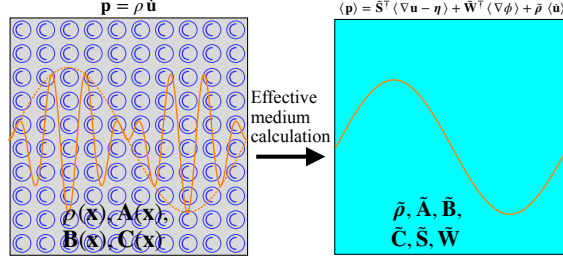 p = ρ u̇
⟨p⟩ = S̃ᵀ ⟨∇u − η⟩ + W̃ᵀ ⟨∇ϕ⟩ + ρ̃ ⟨u̇⟩
Effective
medium
calculation
ρ(x), A(x),
B(x), C(x)
ρ̃, Ã, B̃,
C̃, S̃, W̃